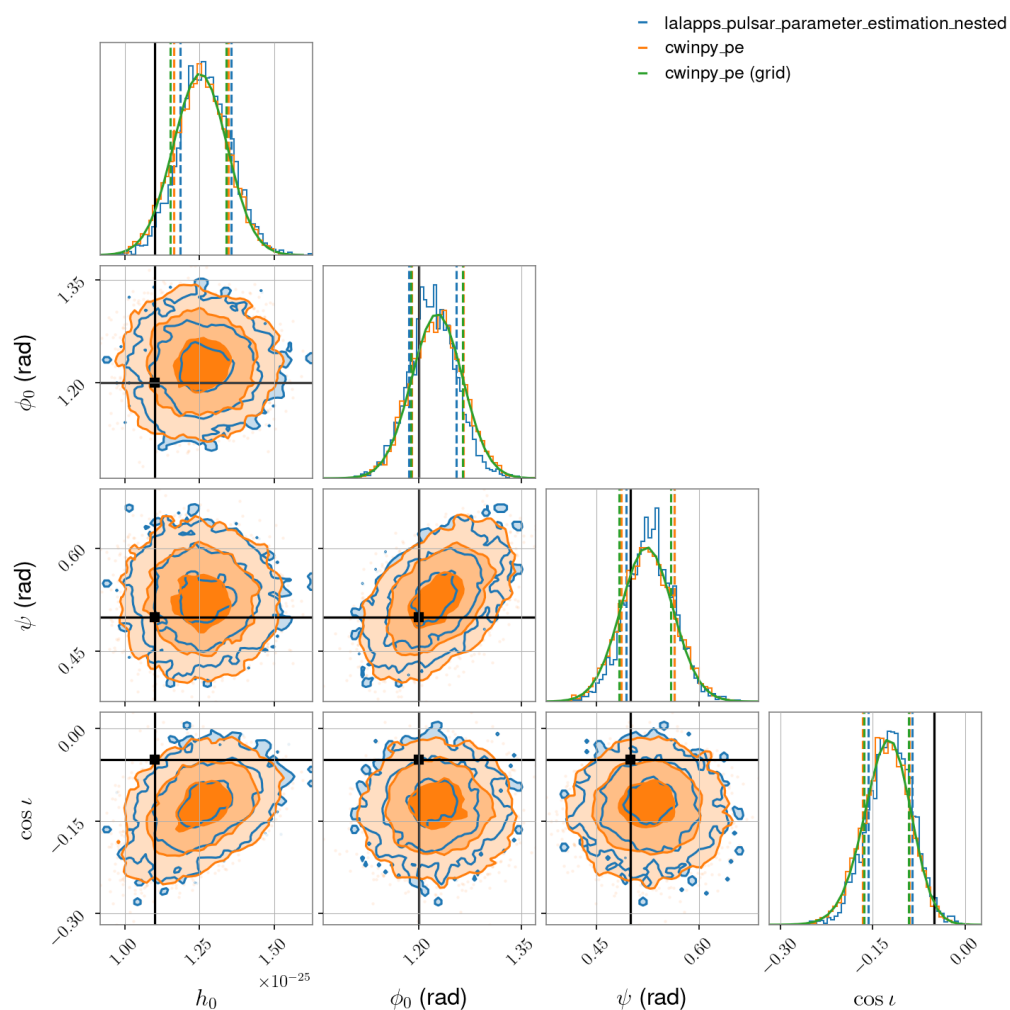 lalapps_pulsar_parameter_estimation_nested
cwinpy_pe
cwinpy_pe (grid)
1.35
1.20
ϕ₀ (rad)
0.60
0.45
ψ (rad)
0.00
−0.15
−0.30
cos ι
1.00
1.25
1.50
×10⁻²⁵
h₀
1.20
1.35
ϕ₀ (rad)
0.45
0.60
ψ (rad)
−0.30
−0.15
0.00
cos ι